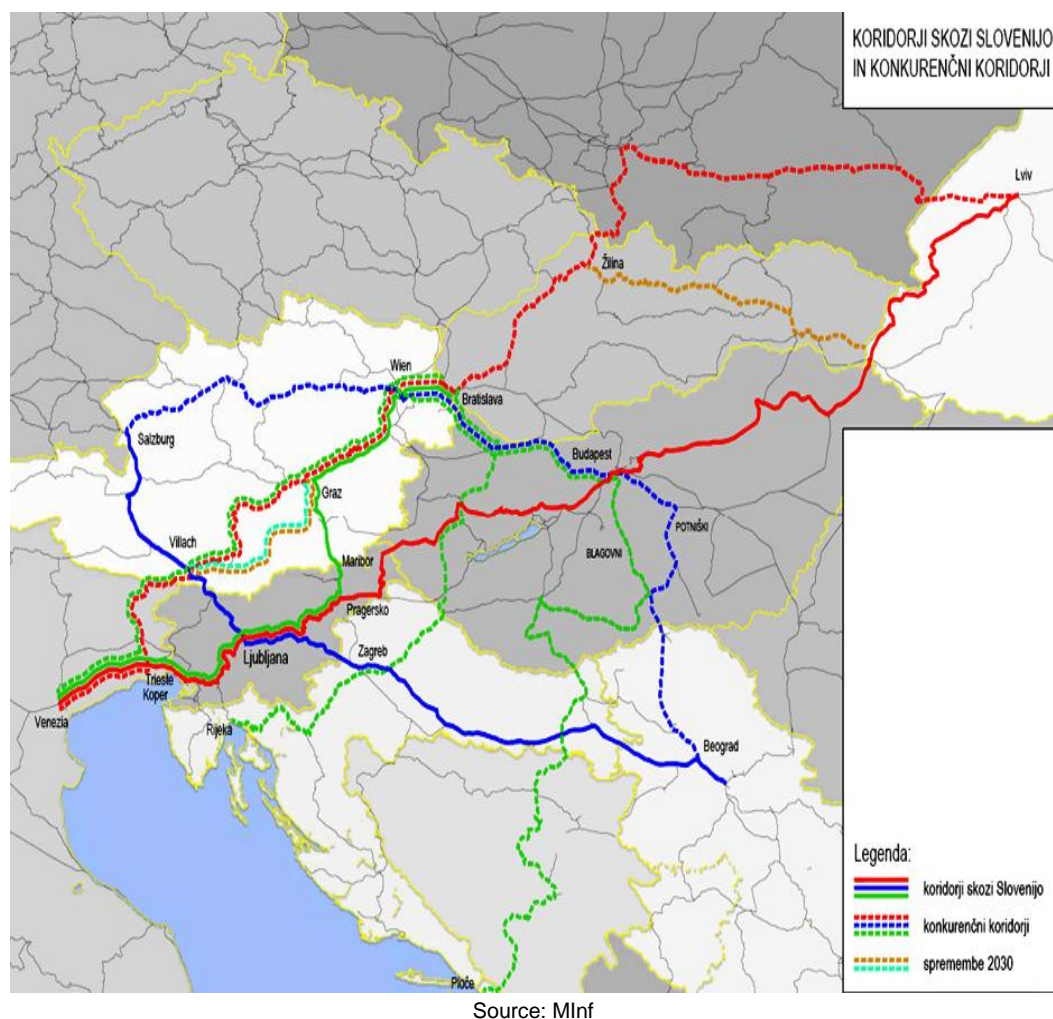 KORIDORJI SKOZI SLOVENIJO
IN KONKURENČNI KORIDORJI
Lviv
Žilina
Wien
Bratislava
Salzburg
Budapest
Graz
POTNIŠKI
Villach
BLAGOVNI
Maribor
Pragersko
Ljubljana
Zagreb
Trieste
Koper
Venezia
Rijeka
Beograd
Ploče
Legenda:
koridorji skozi Slovenijo
konkurenčni koridorji
spremembe 2030
Source: MInf